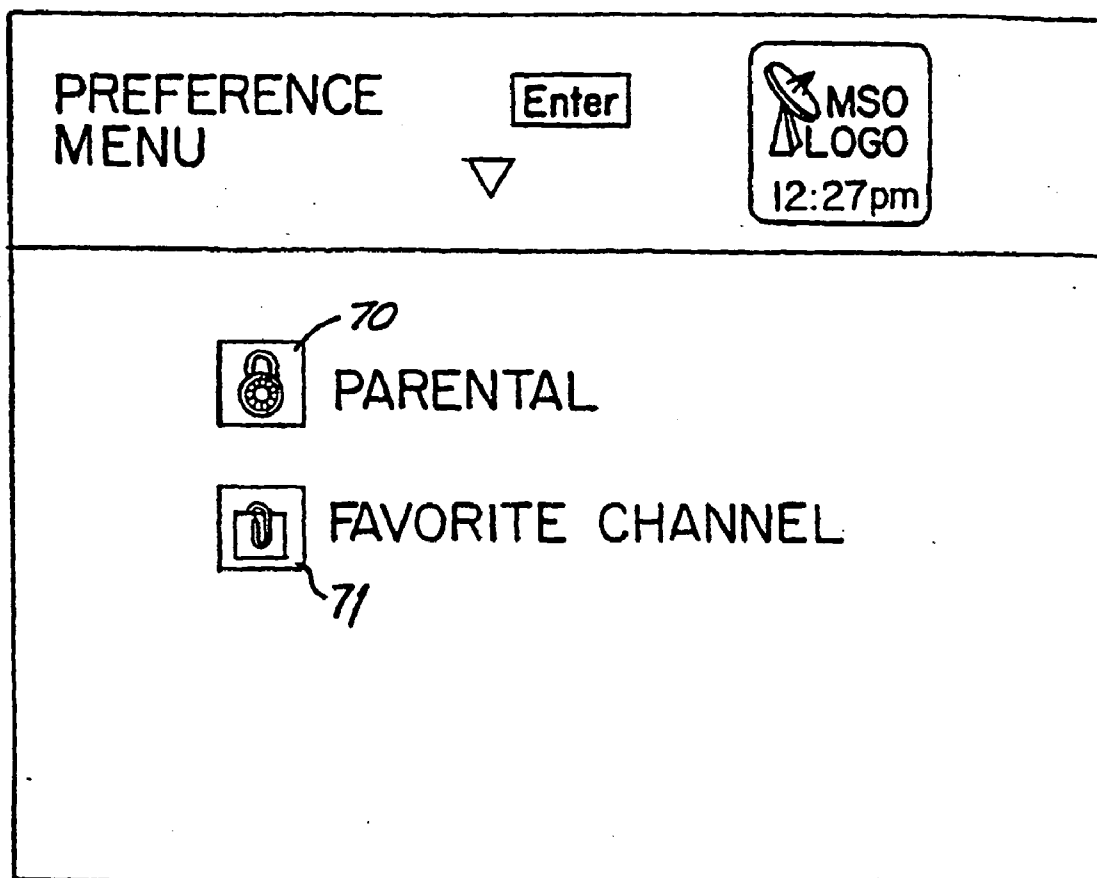 PREFERENCE
MENU
Enter
MSO
LOGO
12:27pm
70
PARENTAL
FAVORITE CHANNEL
71